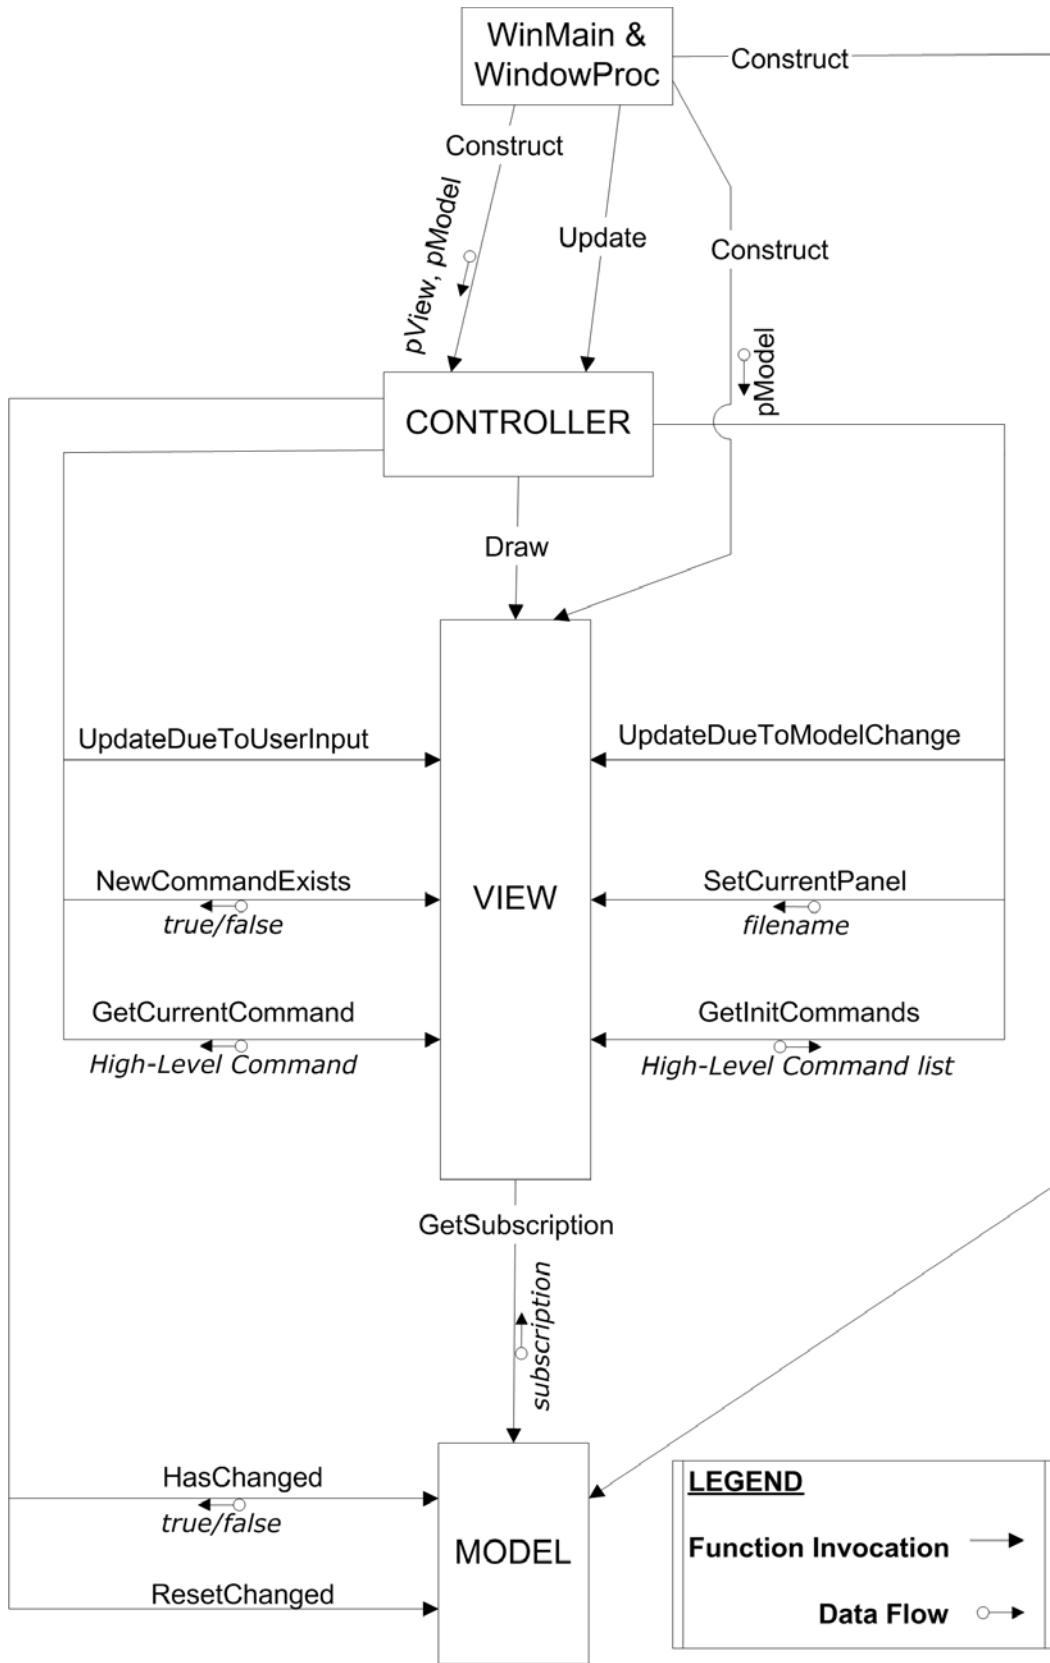 WinMain &
WindowProc
Construct
Construct
pView, pModel
Update
Construct
pModel
CONTROLLER
Draw
UpdateDueToUserInput
UpdateDueToModelChange
NewCommandExists
true/false
VIEW
SetCurrentPanel
filename
GetCurrentCommand
High-Level Command
GetInitCommands
High-Level Command list
GetSubscription
subscription
HasChanged
true/false
MODEL
ResetChanged
LEGEND
Function Invocation
Data Flow